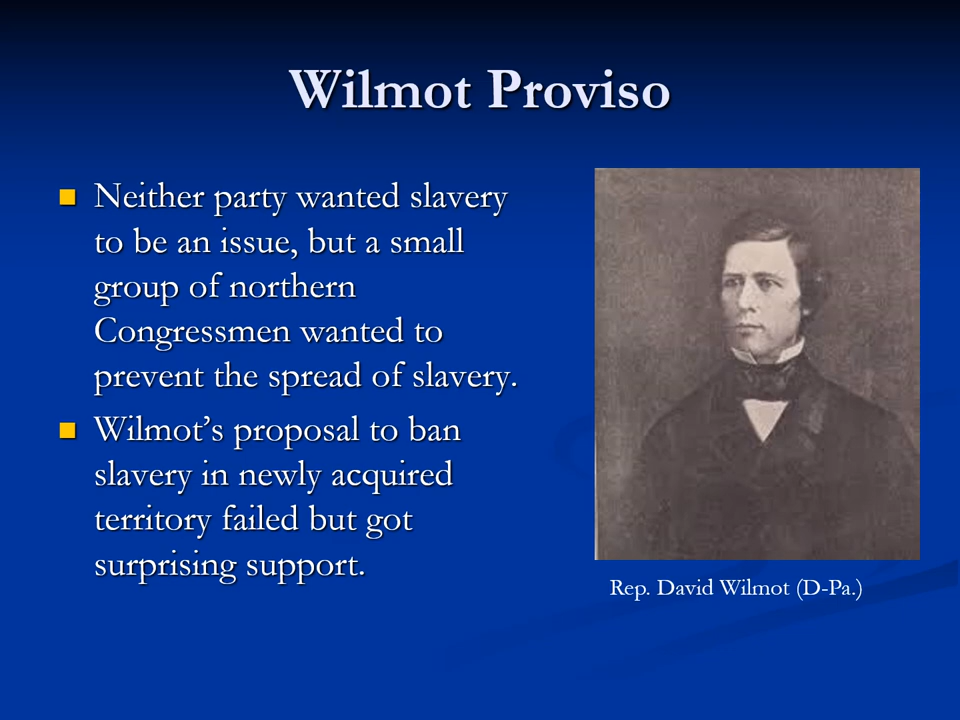 Wilmot Proviso
Neither party wanted slavery
to be an issue, but a small
group of northern
Congressmen wanted to
prevent the spread of slavery.
Wilmot’s proposal to ban
slavery in newly acquired
territory failed but got
surprising support.
Rep. David Wilmot (D-Pa.)